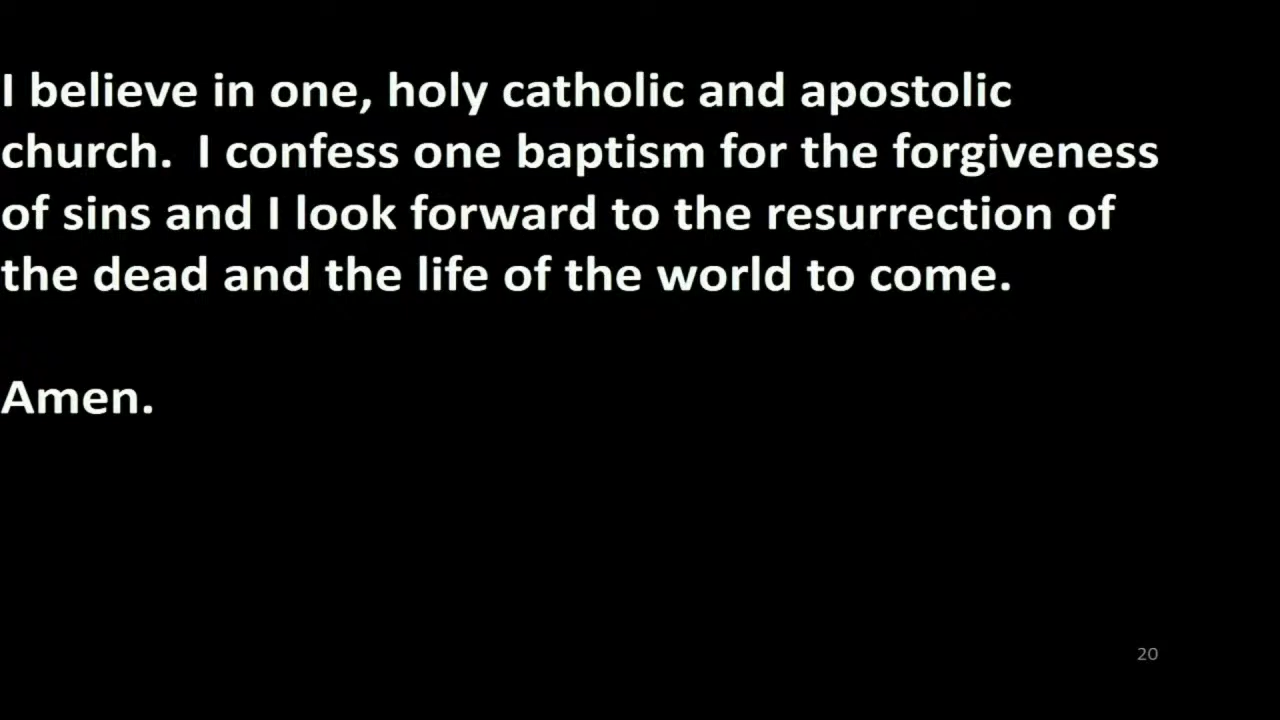 I believe in one, holy catholic and apostolic
church.  I confess one baptism for the forgiveness
of sins and I look forward to the resurrection of
the dead and the life of the world to come.
Amen.
20